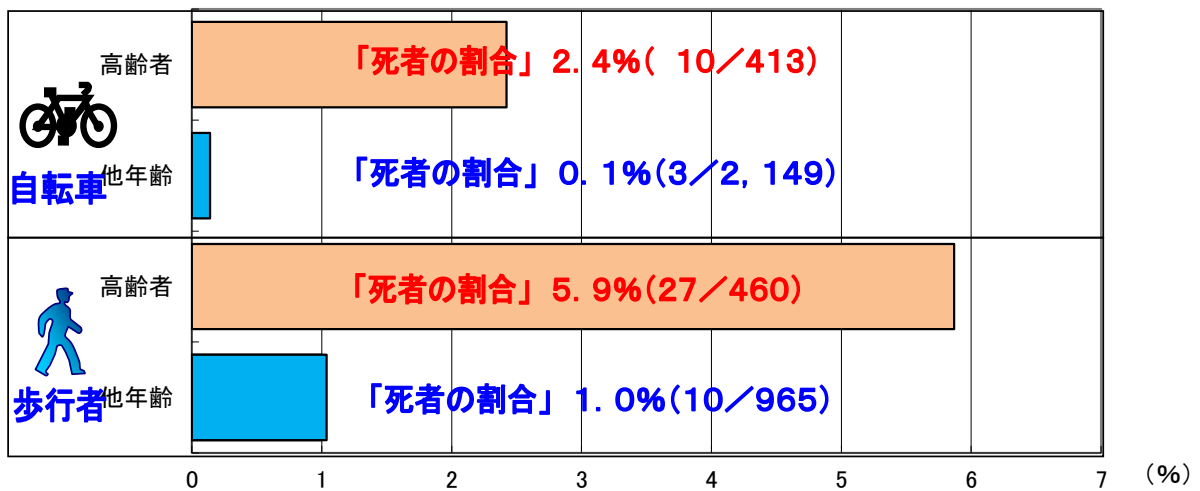 高齢者
「死者の割合」２．４％（ １０／４１３）
自転車
他年齢
「死者の割合」０．１％（３／２，１４９）
高齢者
「死者の割合」５．９％（２７／４６０）
歩行者
他年齢
「死者の割合」１．０％（１０／９６５）
0 1 2 3 4 5 6 7 （％）